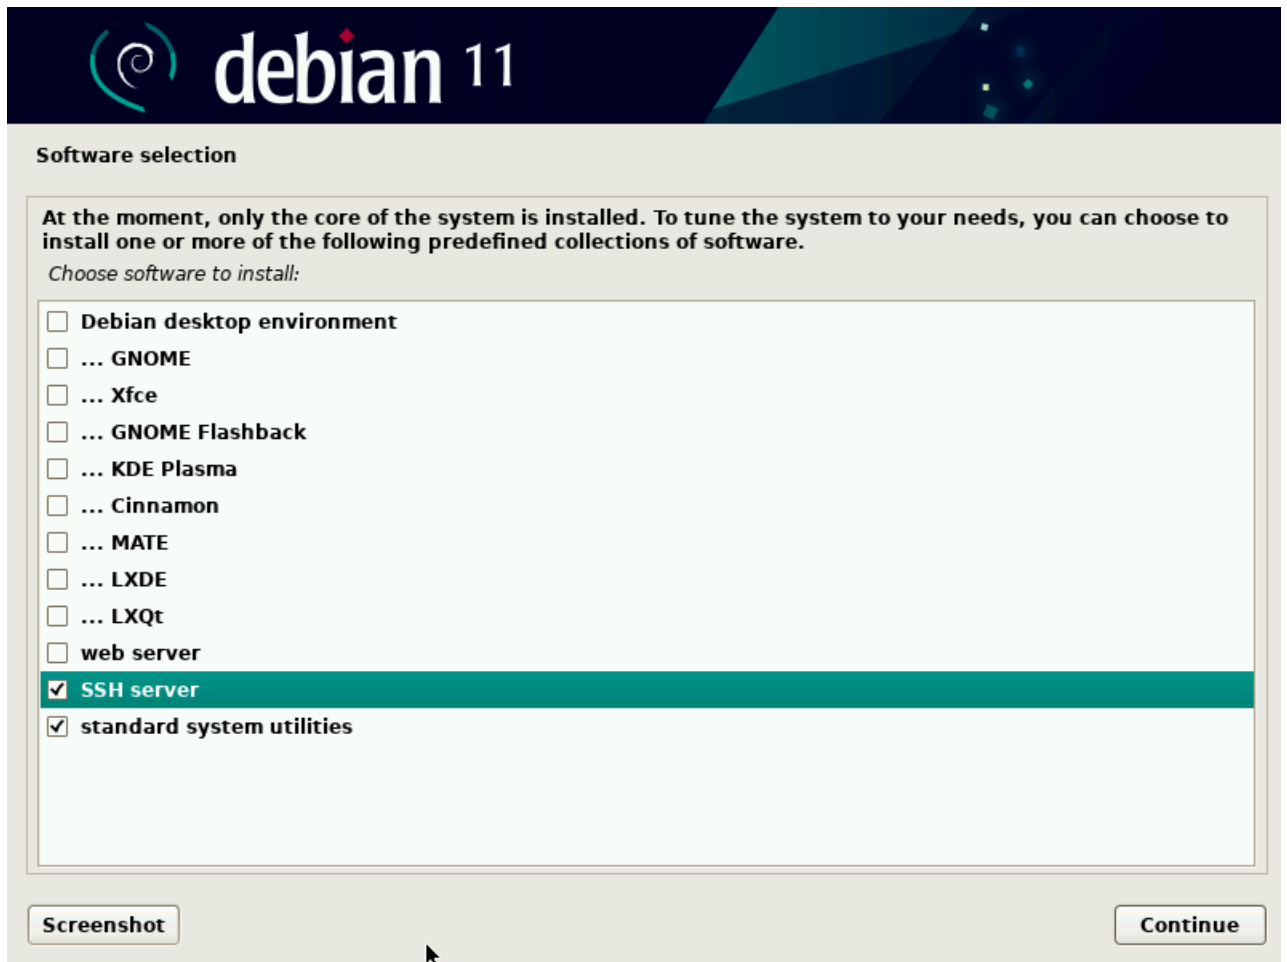 debian 11
Software selection
At the moment, only the core of the system is installed. To tune the system to your needs, you can choose to
install one or more of the following predefined collections of software.
Choose software to install:
Debian desktop environment
... GNOME
... Xfce
... GNOME Flashback
... KDE Plasma
... Cinnamon
... MATE
... LXDE
... LXQt
web server
SSH server
standard system utilities
Screenshot
Continue